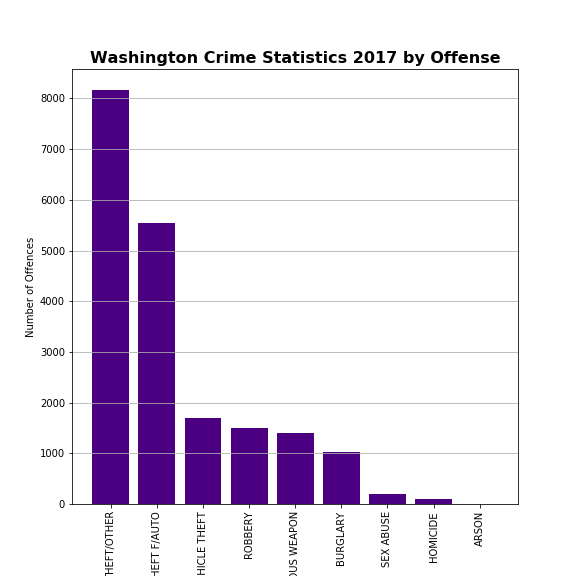 Washington Crime Statistics 2017 by Offense
Number of Offences
8000
7000
6000
5000
4000
3000
2000
1000
0
HEFT/OTHER
HEFT F/AUTO
HICLE THEFT
ROBBERY
OUS WEAPON
BURGLARY
SEX ABUSE
HOMICIDE
ARSON